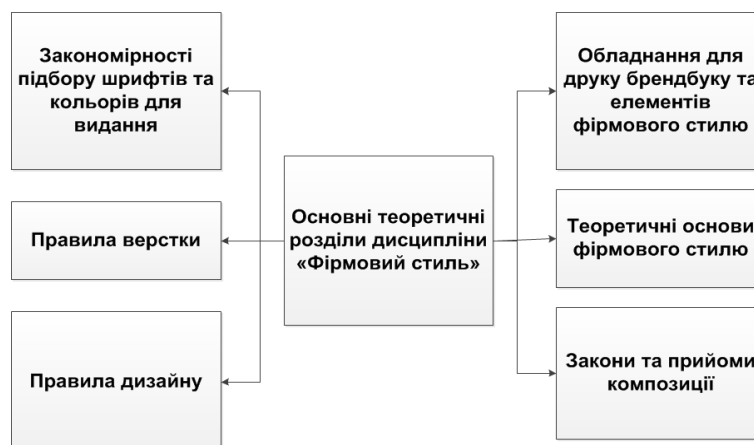 Закономірності
підбору шрифтів та
кольорів для
видання
Правила верстки
Правила дизайну
Основні теоретичні
розділи дисципліни
«Фірмовий стиль»
Обладнання для
друку брендбуку та
елементів
фірмового стилю
Теоретичні основи
фірмового стилю
Закони та прийоми
композиції